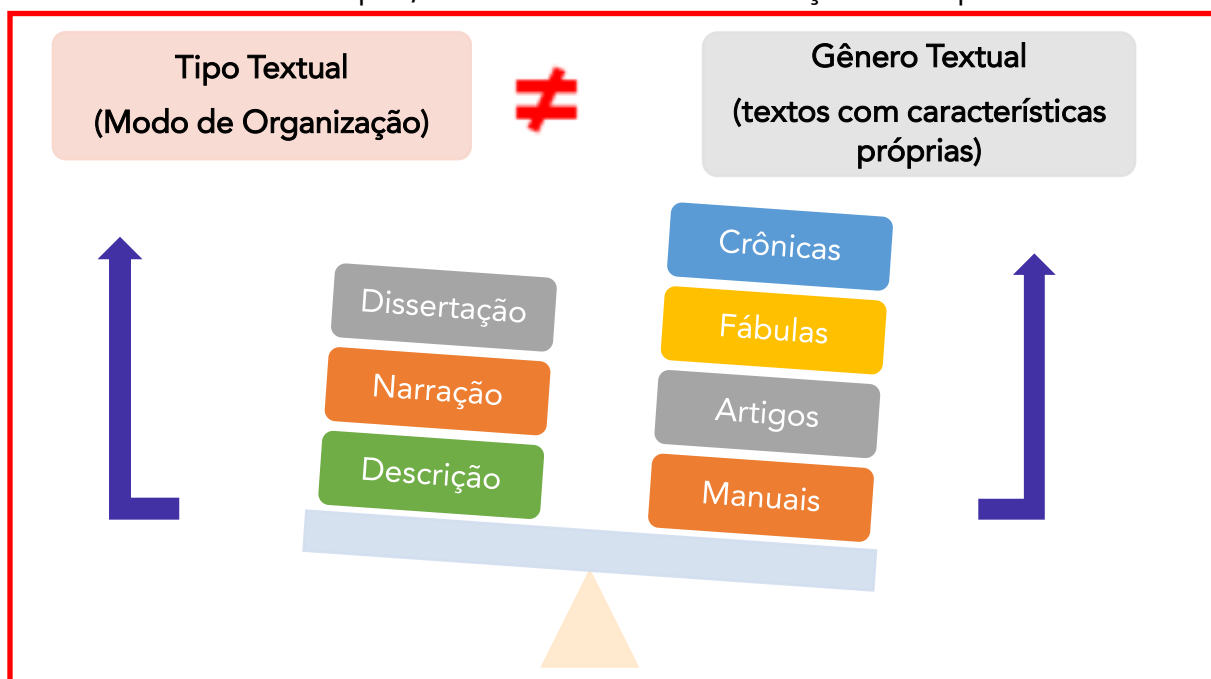 Tipo Textual
(Modo de Organização)
≠
Gênero Textual
(textos com características
próprias)
Crônicas
Dissertação
Fábulas
Narração
Artigos
Descrição
Manuais